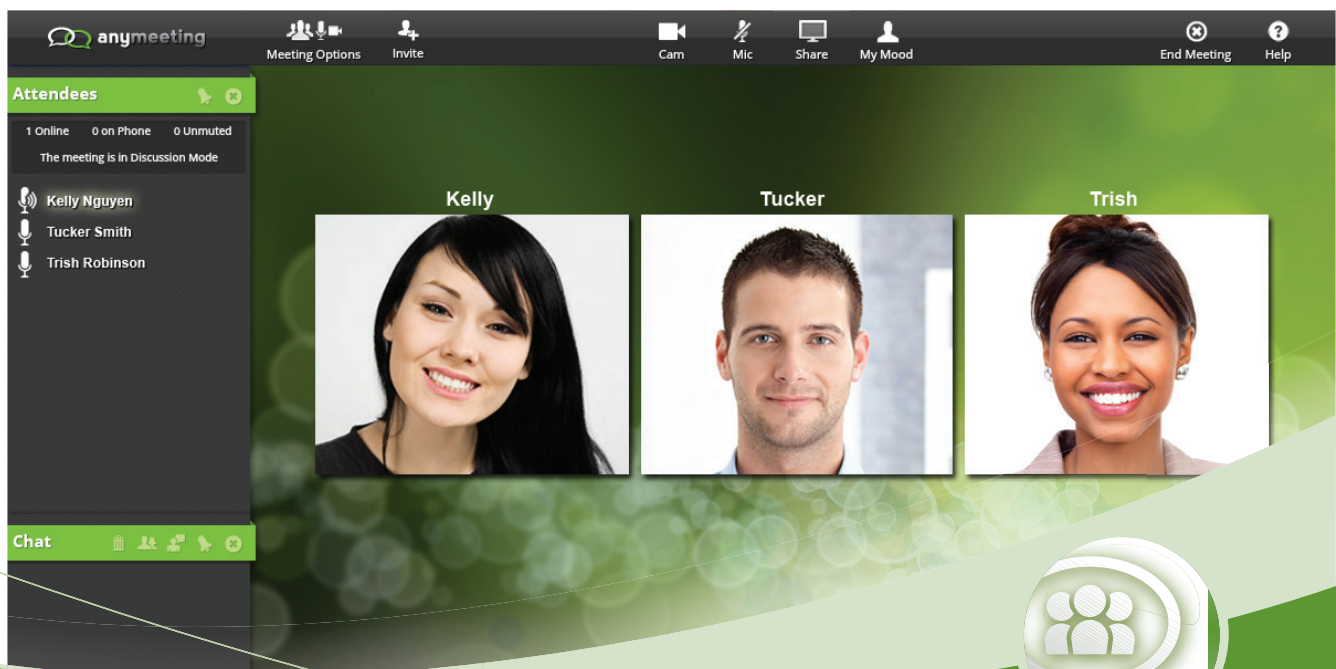 anymeeting
Meeting Options
Invite
Cam
Mic
Share
My Mood
End Meeting
Help
Attendees
1 Online 0 on Phone 0 Unmuted
The meeting is in Discussion Mode
Kelly Nguyen
Tucker Smith
Trish Robinson
Kelly
Tucker
Trish
Chat